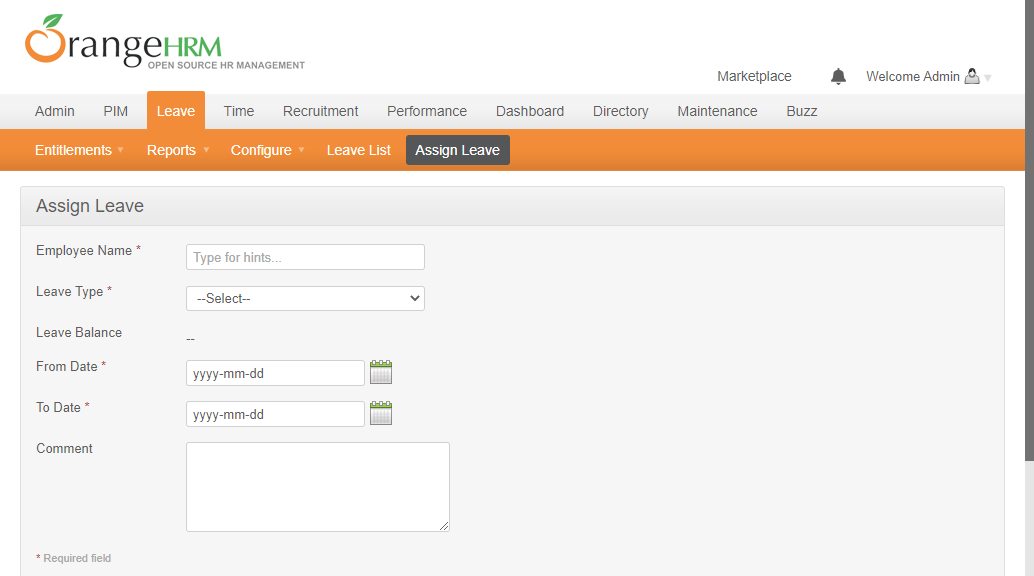 OrangeHRM
OPEN SOURCE HR MANAGEMENT
Marketplace Welcome Admin
Admin PIM Leave Time Recruitment Performance Dashboard Directory Maintenance Buzz
Entitlements Reports Configure Leave List Assign Leave
Assign Leave
Employee Name * Type for hints...
Leave Type * --Select--
Leave Balance --
From Date * yyyy-mm-dd
To Date * yyyy-mm-dd
Comment
* Required field